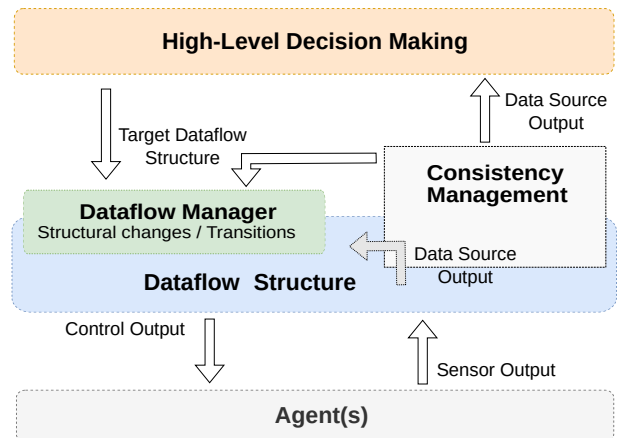 High-Level Decision Making
Data Source
Output
Target Dataflow
Structure
Consistency
Management
Dataflow Manager
Structural changes / Transitions
Data Source
Output
Dataflow Structure
Control Output
Sensor Output
Agent(s)